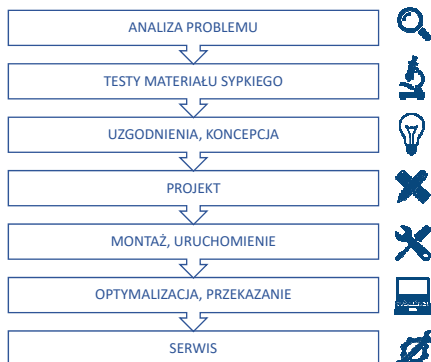 ANALIZA PROBLEMU
TESTY MATERIAŁU SYPKIEGO
UZGODNIENIA, KONCEPCJA
PROJEKT
MONTAŻ, URUCHOMIENIE
OPTYMALIZACJA, PRZEKAZANIE
SERWIS